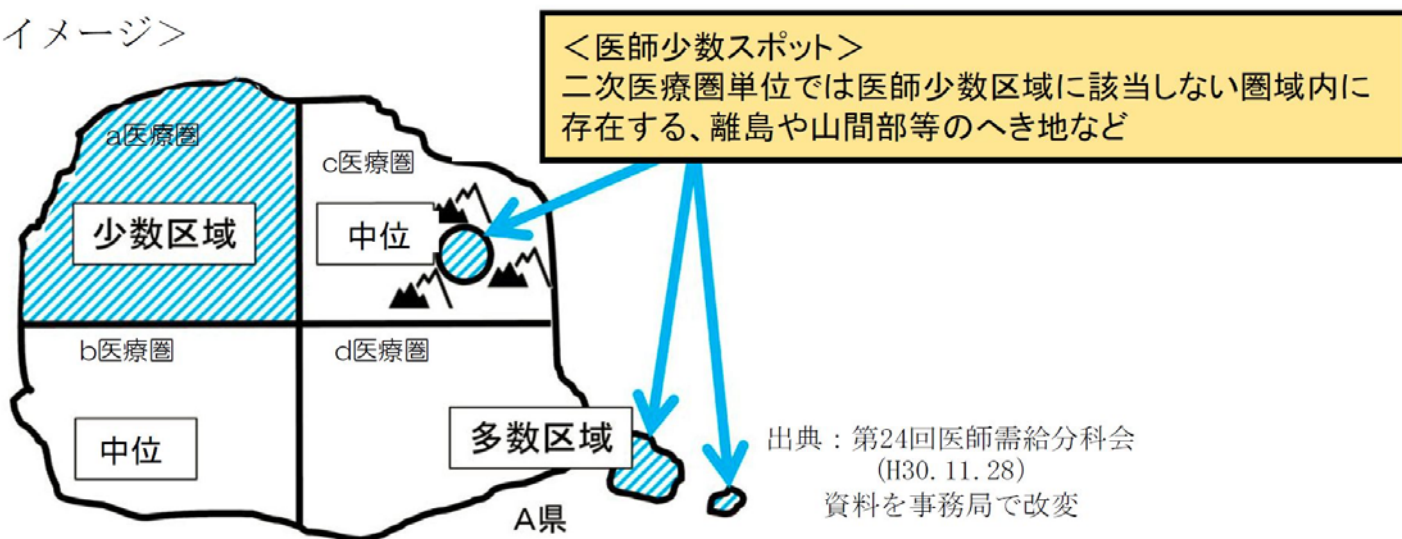 イメージ＞
＜医師少数スポット＞
二次医療圏単位では医師少数区域に該当しない圏域内に
存在する、離島や山間部等のへき地など
a医療圏
c医療圏
少数区域
中位
b医療圏
d医療圏
中位
多数区域
A県
出典：第24回医師需給分科会
(H30.11.28)
資料を事務局で改変